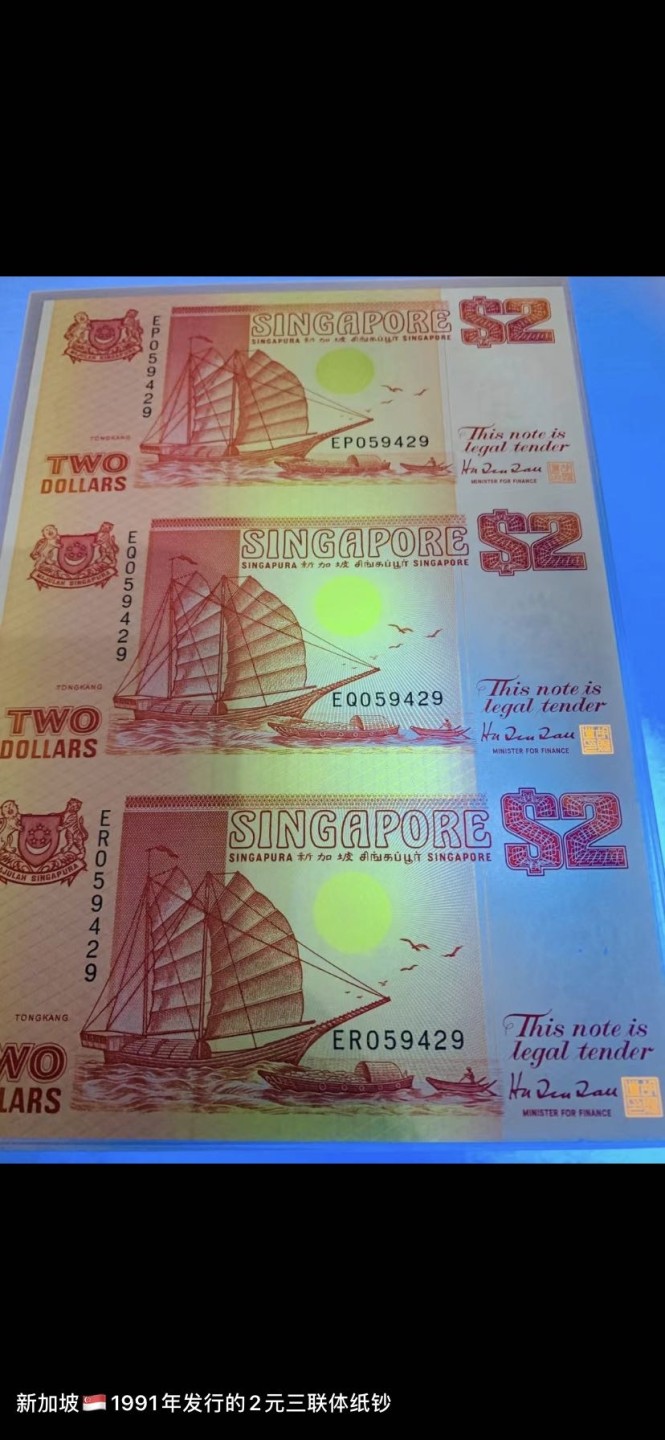 SINGAPORE
$2
SINGAPURA 新加坡 சிங்கப்பூர் SINGAPORE
EP059429
EP059429
This note is
legal tender
TONGKANG
TWO
DOLLARS
MINISTER FOR FINANCE
SINGAPORE
$2
SINGAPURA 新加坡 சிங்கப்பூர் SINGAPORE
MAJULAH SINGAPURA
EQ059429
EQ059429
This note is
legal tender
TONGKANG
TWO
DOLLARS
MINISTER FOR FINANCE
SINGAPORE
$2
SINGAPURA 新加坡 சிங்கப்பூர் SINGAPORE
AJULAH SINGAPURA
ER059429
ER059429
TONGKANG
This note is
legal tender
WO
LARS
MINISTER FOR FINANCE
新加坡🇸🇬1991年发行的2元三联体纸钞